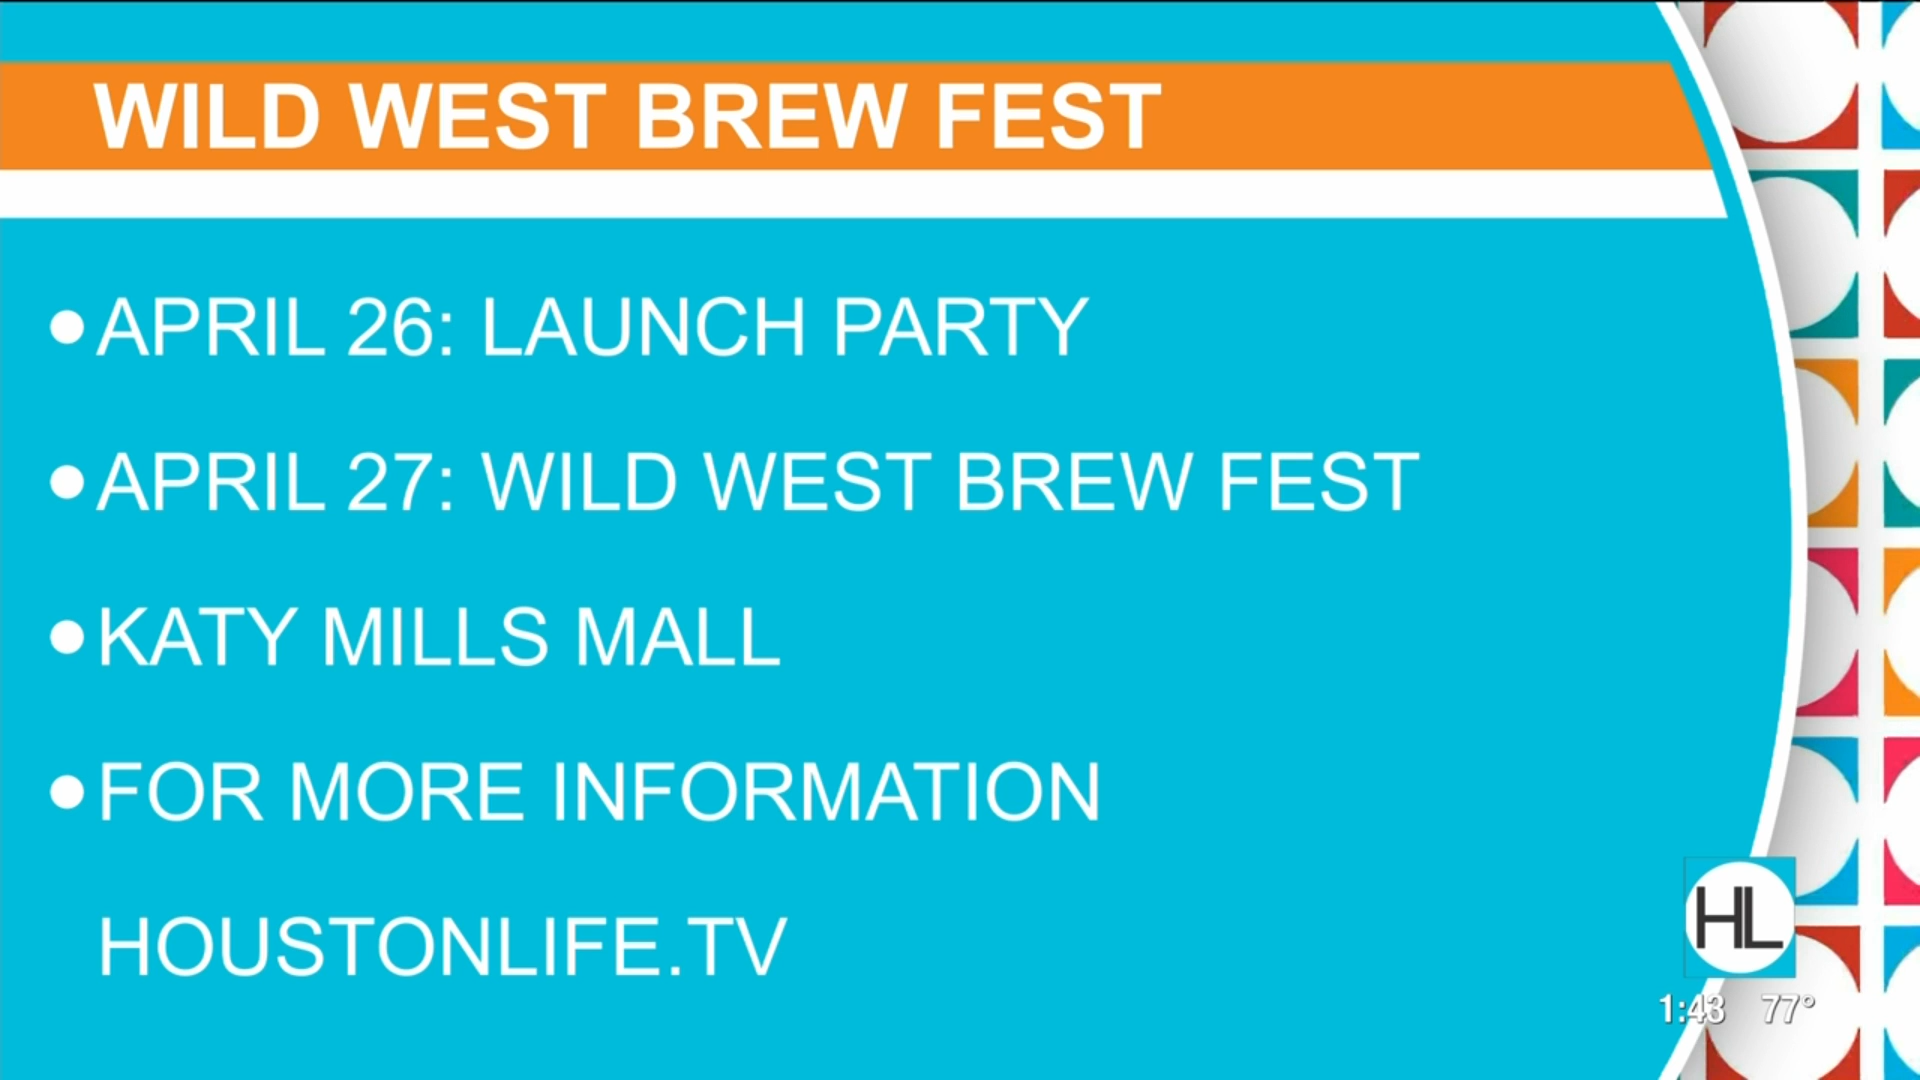 WILD WEST BREW FEST
•APRIL 26: LAUNCH PARTY
•APRIL 27: WILD WEST BREW FEST
•KATY MILLS MALL
•FOR MORE INFORMATION
HOUSTONLIFE.TV
HL
1:43 77°